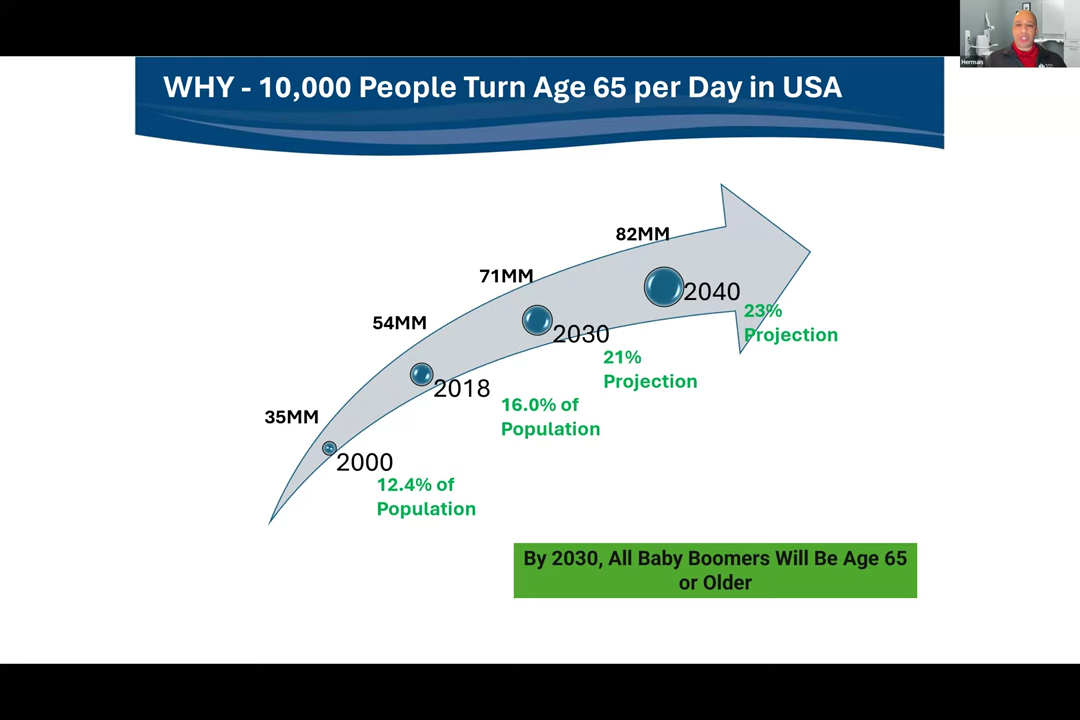 Herman
WHY - 10,000 People Turn Age 65 per Day in USA
82MM
2040
23%
Projection
71MM
2030
21%
Projection
54MM
2018
16.0% of
Population
35MM
2000
12.4% of
Population
By 2030, All Baby Boomers Will Be Age 65
or Older